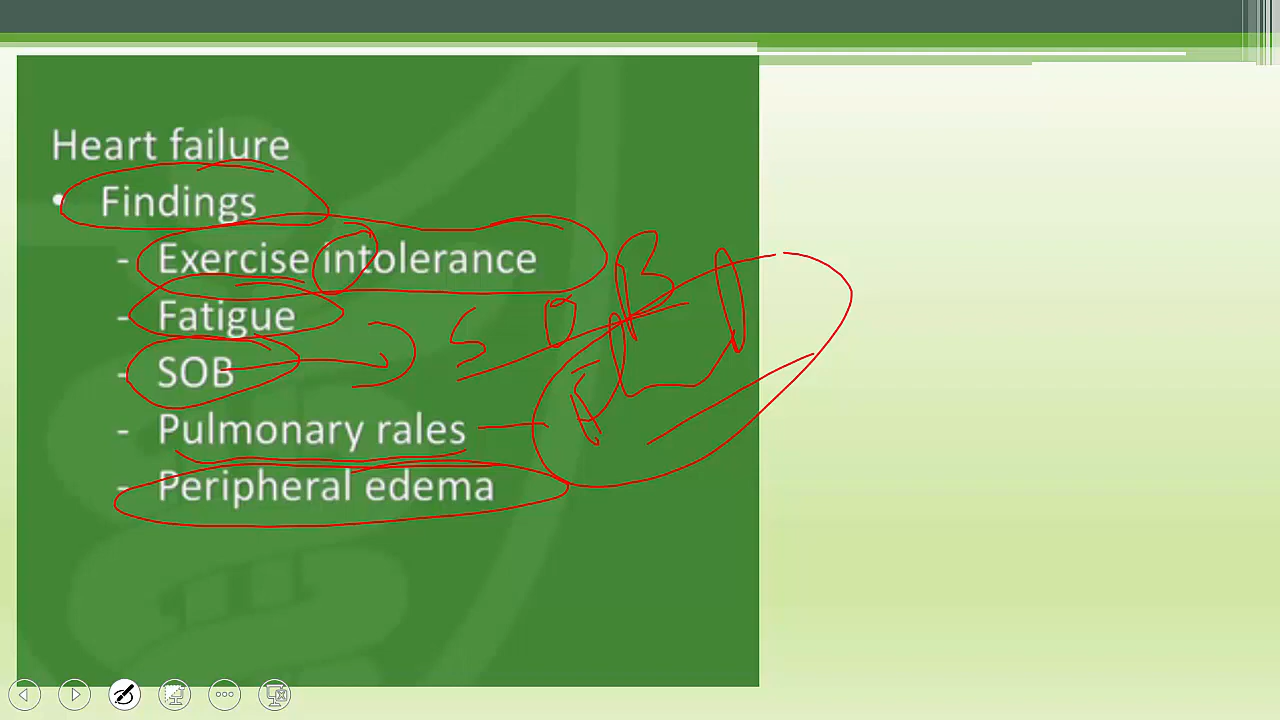 Heart failure
• Findings
- Exercise intolerance
- Fatigue
- SOB
S O B
- Pulmonary rales
- Peripheral edema